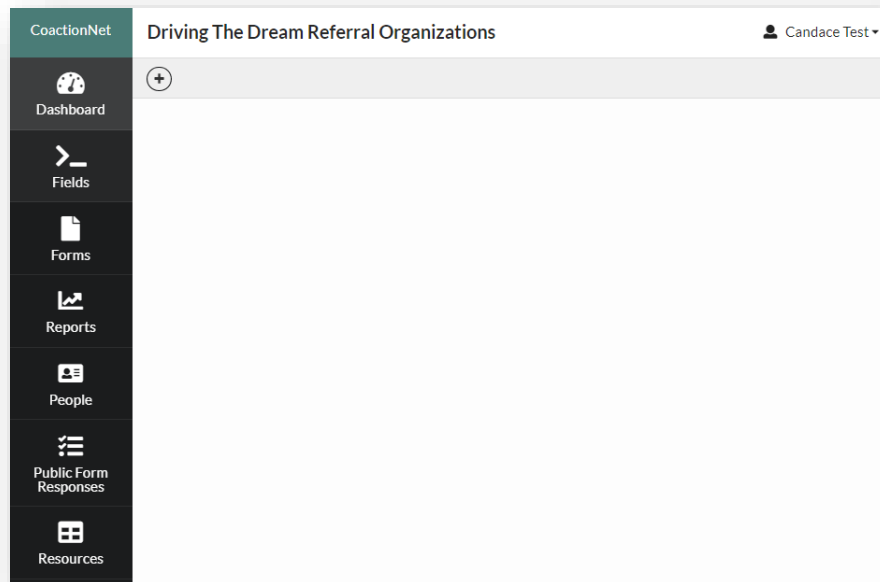 CoactionNet
Driving The Dream Referral Organizations
Candace Test
Dashboard
Fields
Forms
Reports
People
Public Form
Responses
Resources